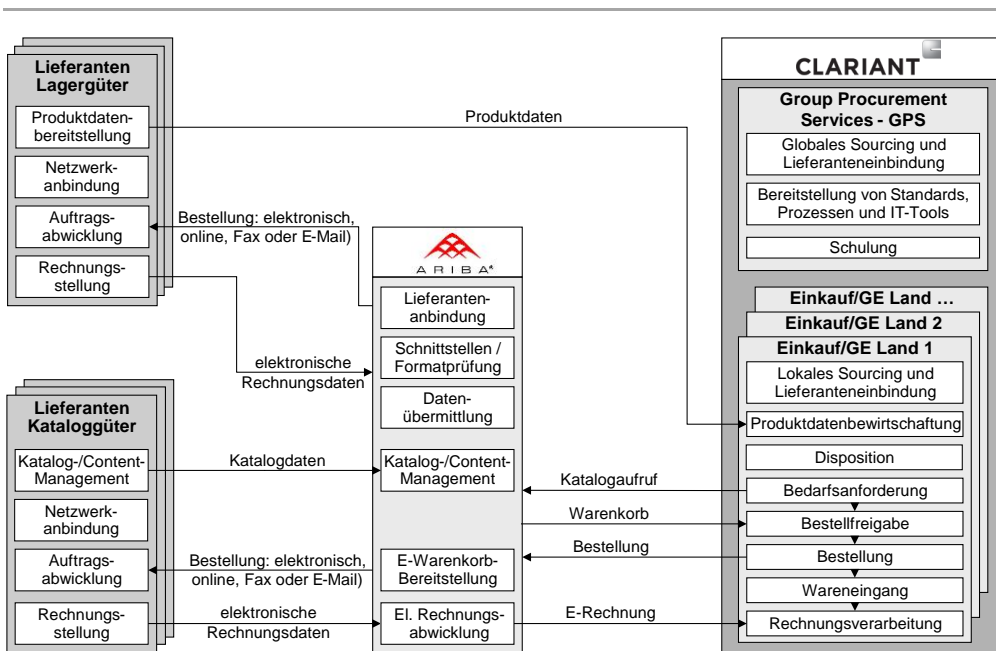 Lieferanten
Lagergüter
Produktdaten-
bereitstellung
Netzwerk-
anbindung
Auftrags-
abwicklung
Rechnungs-
stellung
Produktdaten
Bestellung: elektronisch,
online, Fax oder E-Mail)
elektronische
Rechnungsdaten
Lieferanten
Kataloggüter
Katalog-/Content-
Management
Netzwerk-
anbindung
Auftrags-
abwicklung
Rechnungs-
stellung
Katalogdaten
Bestellung: elektronisch,
online, Fax oder E-Mail)
elektronische
Rechnungsdaten
ARIBA
Lieferanten-
anbindung
Schnittstellen /
Formatprüfung
Daten-
übermittlung
Katalog-/Content-
Management
E-Warenkorb-
Bereitstellung
El. Rechnungs-
abwicklung
Katalogaufruf
Warenkorb
Bestellung
E-Rechnung
CLARIANT
Group Procurement
Services - GPS
Globales Sourcing und
Lieferanteneinbindung
Bereitstellung von Standards,
Prozessen und IT-Tools
Schulung
Einkauf/GE Land …
Einkauf/GE Land 2
Einkauf/GE Land 1
Lokales Sourcing und
Lieferanteneinbindung
Produktdatenbewirtschaftung
Disposition
Bedarfsanforderung
Bestellfreigabe
Bestellung
Wareneingang
Rechnungsverarbeitung